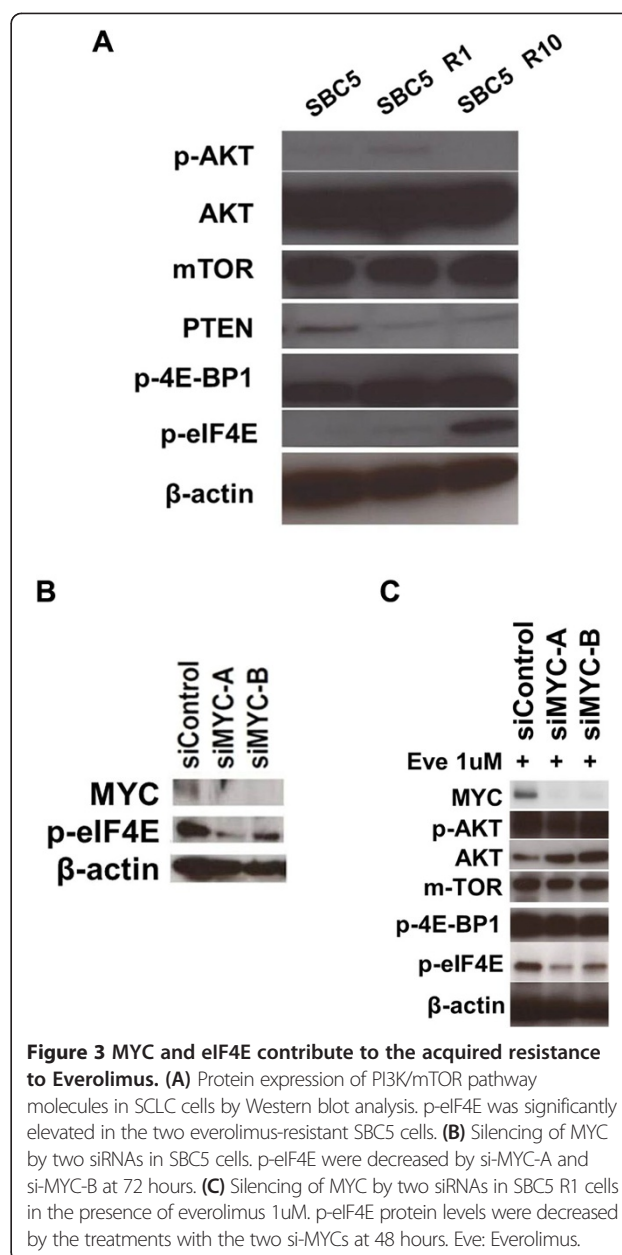 A
SBC5
SBC5 R1
SBC5 R10
p-AKT
AKT
mTOR
PTEN
p-4E-BP1
p-eIF4E
β-actin
B
siControl
siMYC-A
siMYC-B
MYC
p-eIF4E
β-actin
C
siControl
siMYC-A
siMYC-B
Eve 1uM + + +
MYC
p-AKT
AKT
m-TOR
p-4E-BP1
p-eIF4E
β-actin
Figure 3 MYC and eIF4E contribute to the acquired resistance
to Everolimus. (A) Protein expression of PI3K/mTOR pathway
molecules in SCLC cells by Western blot analysis. p-eIF4E was significantly
elevated in the two everolimus-resistant SBC5 cells. (B) Silencing of MYC
by two siRNAs in SBC5 cells. p-eIF4E were decreased by si-MYC-A and
si-MYC-B at 72 hours. (C) Silencing of MYC by two siRNAs in SBC5 R1 cells
in the presence of everolimus 1uM. p-eIF4E protein levels were decreased
by the treatments with the two si-MYCs at 48 hours. Eve: Everolimus.